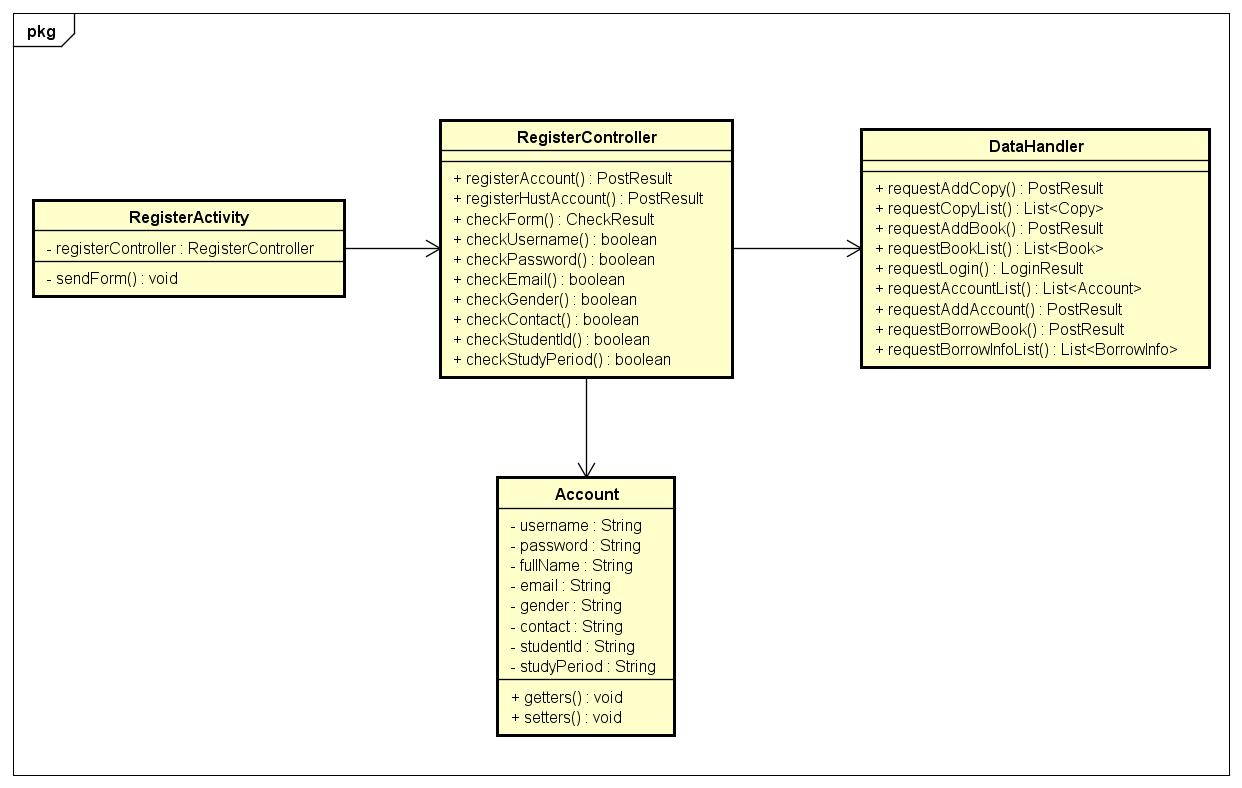 pkg
RegisterActivity
- registerController : RegisterController
- sendForm() : void
RegisterController
+ registerAccount() : PostResult
+ registerHustAccount() : PostResult
+ checkForm() : CheckResult
+ checkUsername() : boolean
+ checkPassword() : boolean
+ checkEmail() : boolean
+ checkGender() : boolean
+ checkContact() : boolean
+ checkStudentId() : boolean
+ checkStudyPeriod() : boolean
DataHandler
+ requestAddCopy() : PostResult
+ requestCopyList() : List<Copy>
+ requestAddBook() : PostResult
+ requestBookList() : List<Book>
+ requestLogin() : LoginResult
+ requestAccountList() : List<Account>
+ requestAddAccount() : PostResult
+ requestBorrowBook() : PostResult
+ requestBorrowInfoList() : List<BorrowInfo>
Account
- username : String
- password : String
- fullName : String
- email : String
- gender : String
- contact : String
- studentId : String
- studyPeriod : String
+ getters() : void
+ setters() : void